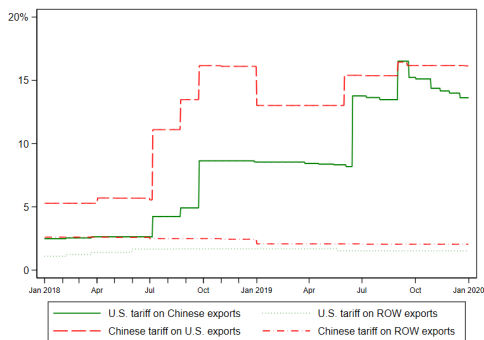 20%
15
10
5
0
Jan 2018 Apr Jul Oct Jan 2019 Apr Jul Oct Jan 2020
U.S. tariff on Chinese exports U.S. tariff on ROW exports
Chinese tariff on U.S. exports Chinese tariff on ROW exports